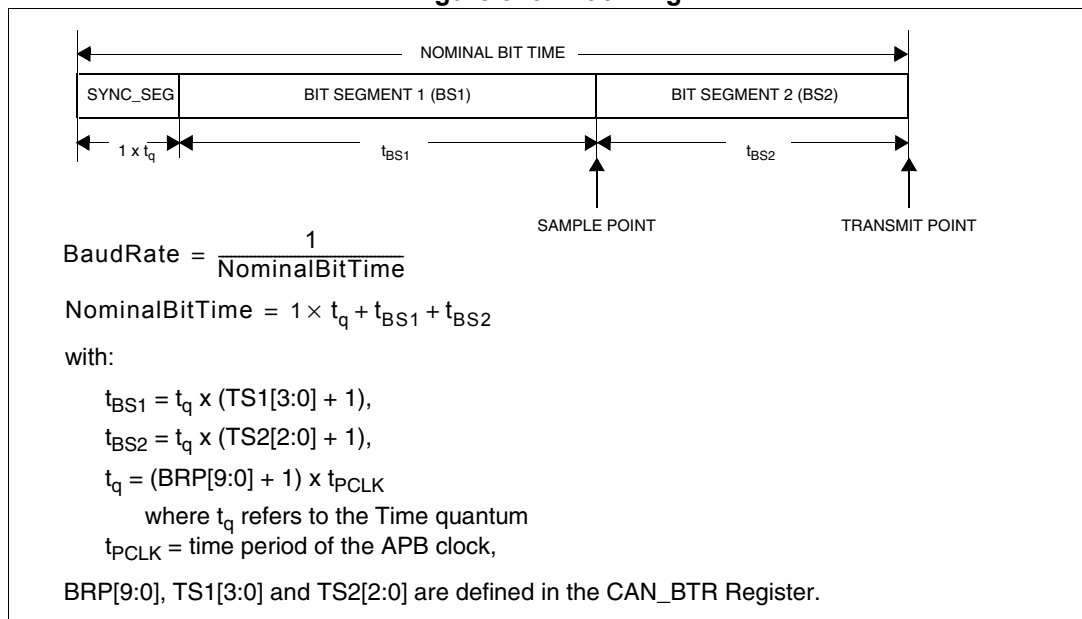 NOMINAL BIT TIME
SYNC_SEG BIT SEGMENT 1 (BS1) BIT SEGMENT 2 (BS2)
1 x tq tBS1 tBS2
SAMPLE POINT TRANSMIT POINT
BaudRate = 1 / NominalBitTime
NominalBitTime = 1 × tq + tBS1 + tBS2
with:
tBS1 = tq x (TS1[3:0] + 1),
tBS2 = tq x (TS2[2:0] + 1),
tq = (BRP[9:0] + 1) x tPCLK
where tq refers to the Time quantum
tPCLK = time period of the APB clock,
BRP[9:0], TS1[3:0] and TS2[2:0] are defined in the CAN_BTR Register.